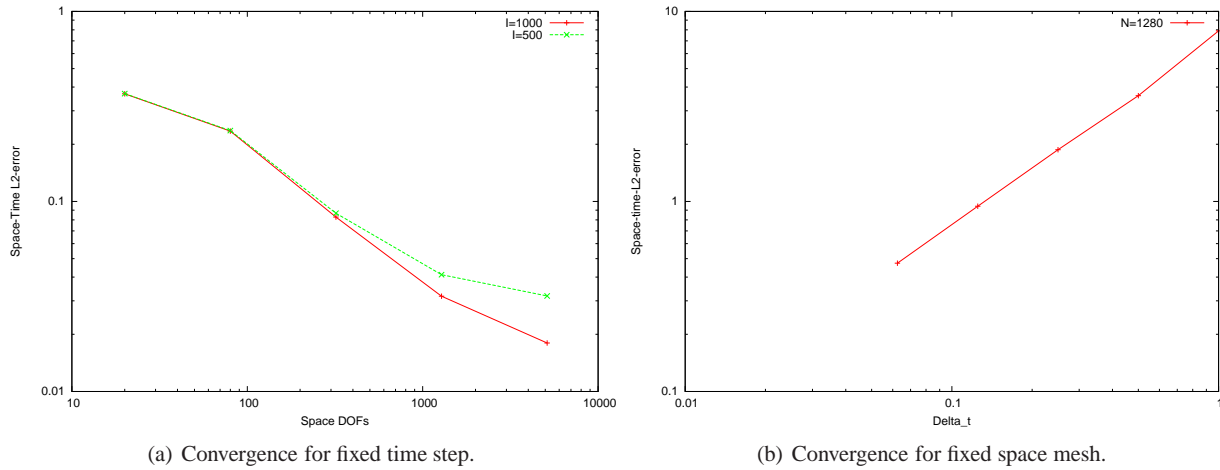 1
0.1
0.01
10
100
1000
10000
Space-Time L2-error
Space DOFs
I=1000
I=500
(a) Convergence for fixed time step.
10
1
0.1
0.01
0.1
1
Space-time-L2-error
Delta_t
N=1280
(b) Convergence for fixed space mesh.